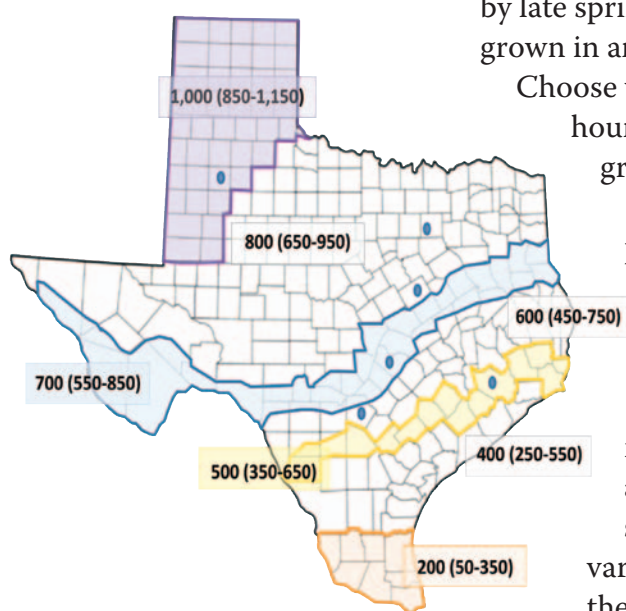 by late spri
grown in ar
Choose
hour
gr
1,000 (850-1,150)
800 (650-950)
600 (450-750)
700 (550-850)
400 (250-550)
500 (350-650)
200 (50-350)
var
the